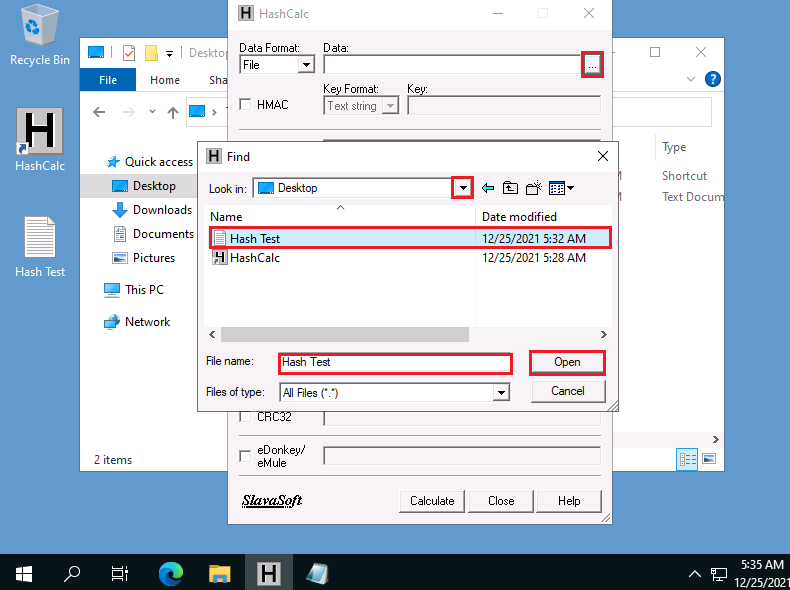 Recycle Bin
HashCalc
Hash Test
Desktop
File
Home
Sha
Quick access
Desktop
Downloads
Documents
Pictures
This PC
Network
2 items
Type
Shortcut
Text Docum
H HashCalc
Data Format:
Data:
File
...
HMAC
Key Format:
Key:
Text string
H Find
Look in:
Desktop
Name
Date modified
Hash Test
12/25/2021 5:32 AM
HashCalc
12/25/2021 5:28 AM
File name:
Hash Test
Open
Files of type:
All Files (*.*)
Cancel
CRC32
eDonkey/
eMule
SlavaSoft
Calculate
Close
Help
5:35 AM
12/25/2021